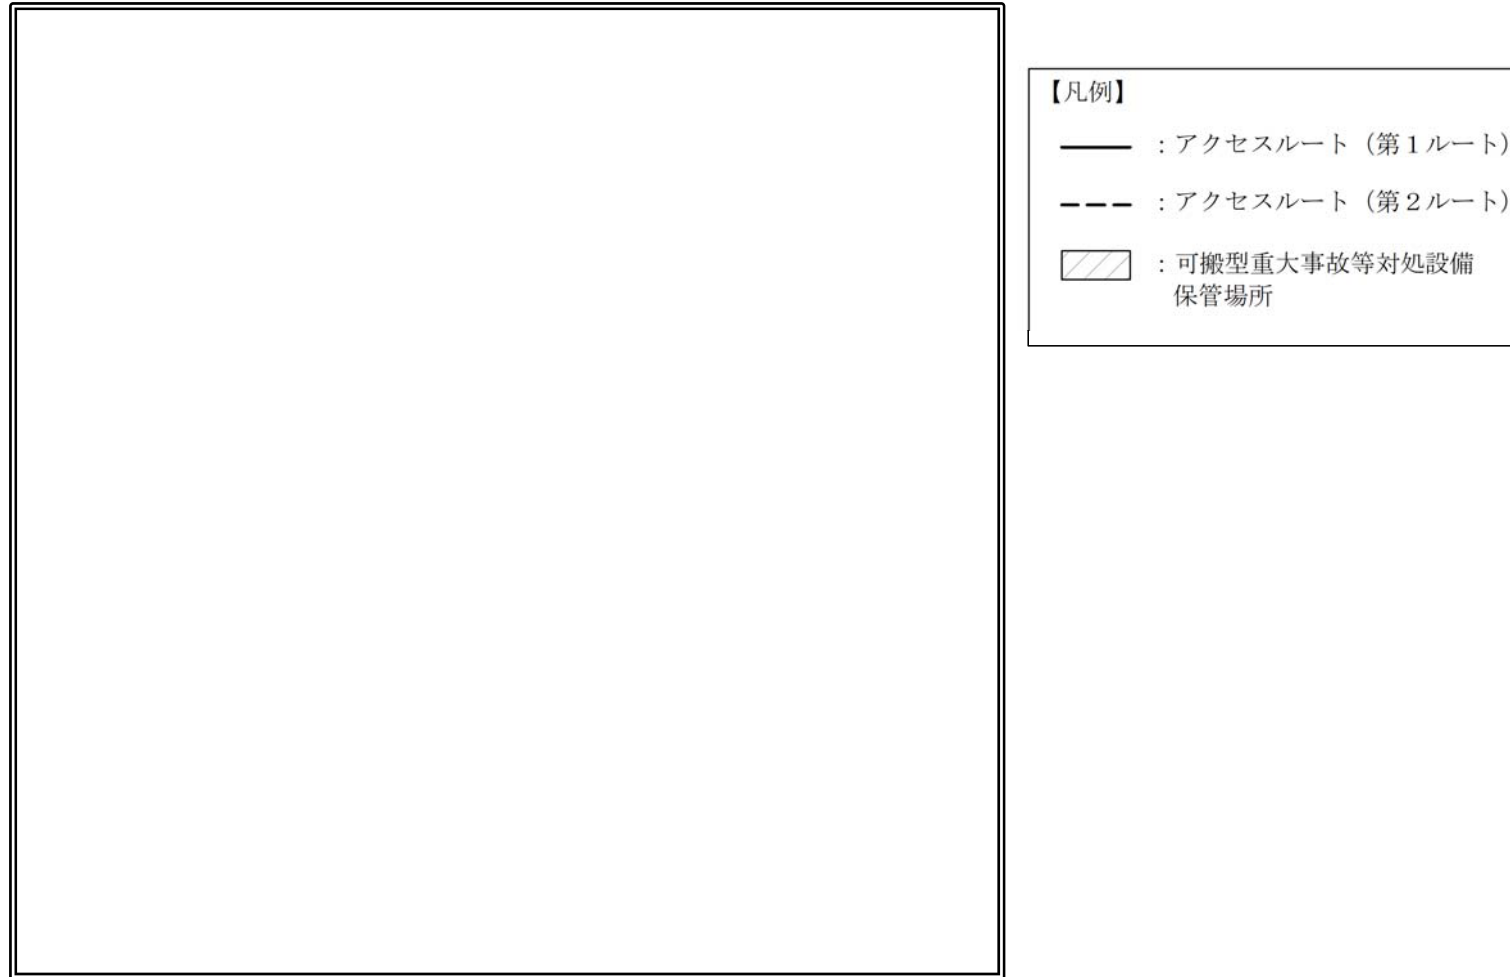 【凡例】
：アクセスルート（第１ルート）
：アクセスルート（第２ルート）
：可搬型重大事故等対処設備
保管場所